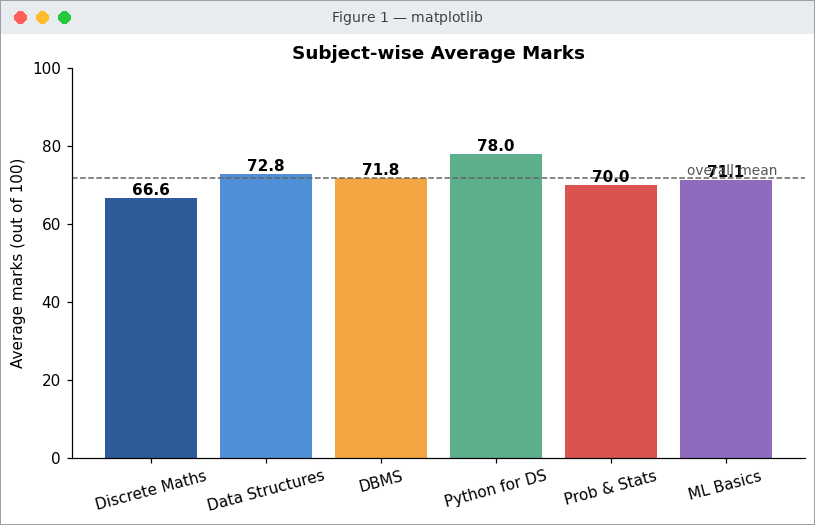 Figure 1 — matplotlib
Subject-wise Average Marks
Average marks (out of 100)
100
80
60
40
20
0
66.6
72.8
71.8
78.0
70.0
71.1
overall mean
Discrete Maths
Data Structures
DBMS
Python for DS
Prob & Stats
ML Basics